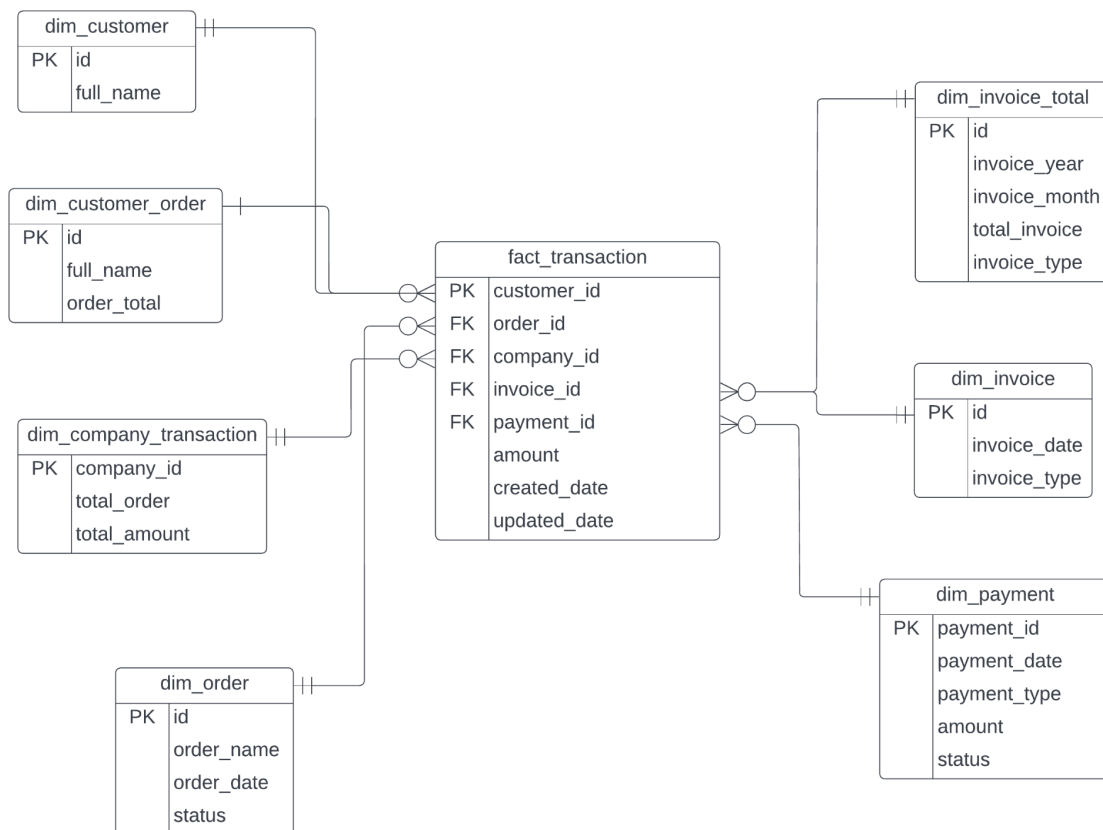 dim_customer
PK id
full_name
dim_customer_order
PK id
full_name
order_total
dim_company_transaction
PK company_id
total_order
total_amount
dim_order
PK id
order_name
order_date
status
fact_transaction
PK customer_id
FK order_id
FK company_id
FK invoice_id
FK payment_id
amount
created_date
updated_date
dim_invoice_total
PK id
invoice_year
invoice_month
total_invoice
invoice_type
dim_invoice
PK id
invoice_date
invoice_type
dim_payment
PK payment_id
payment_date
payment_type
amount
status